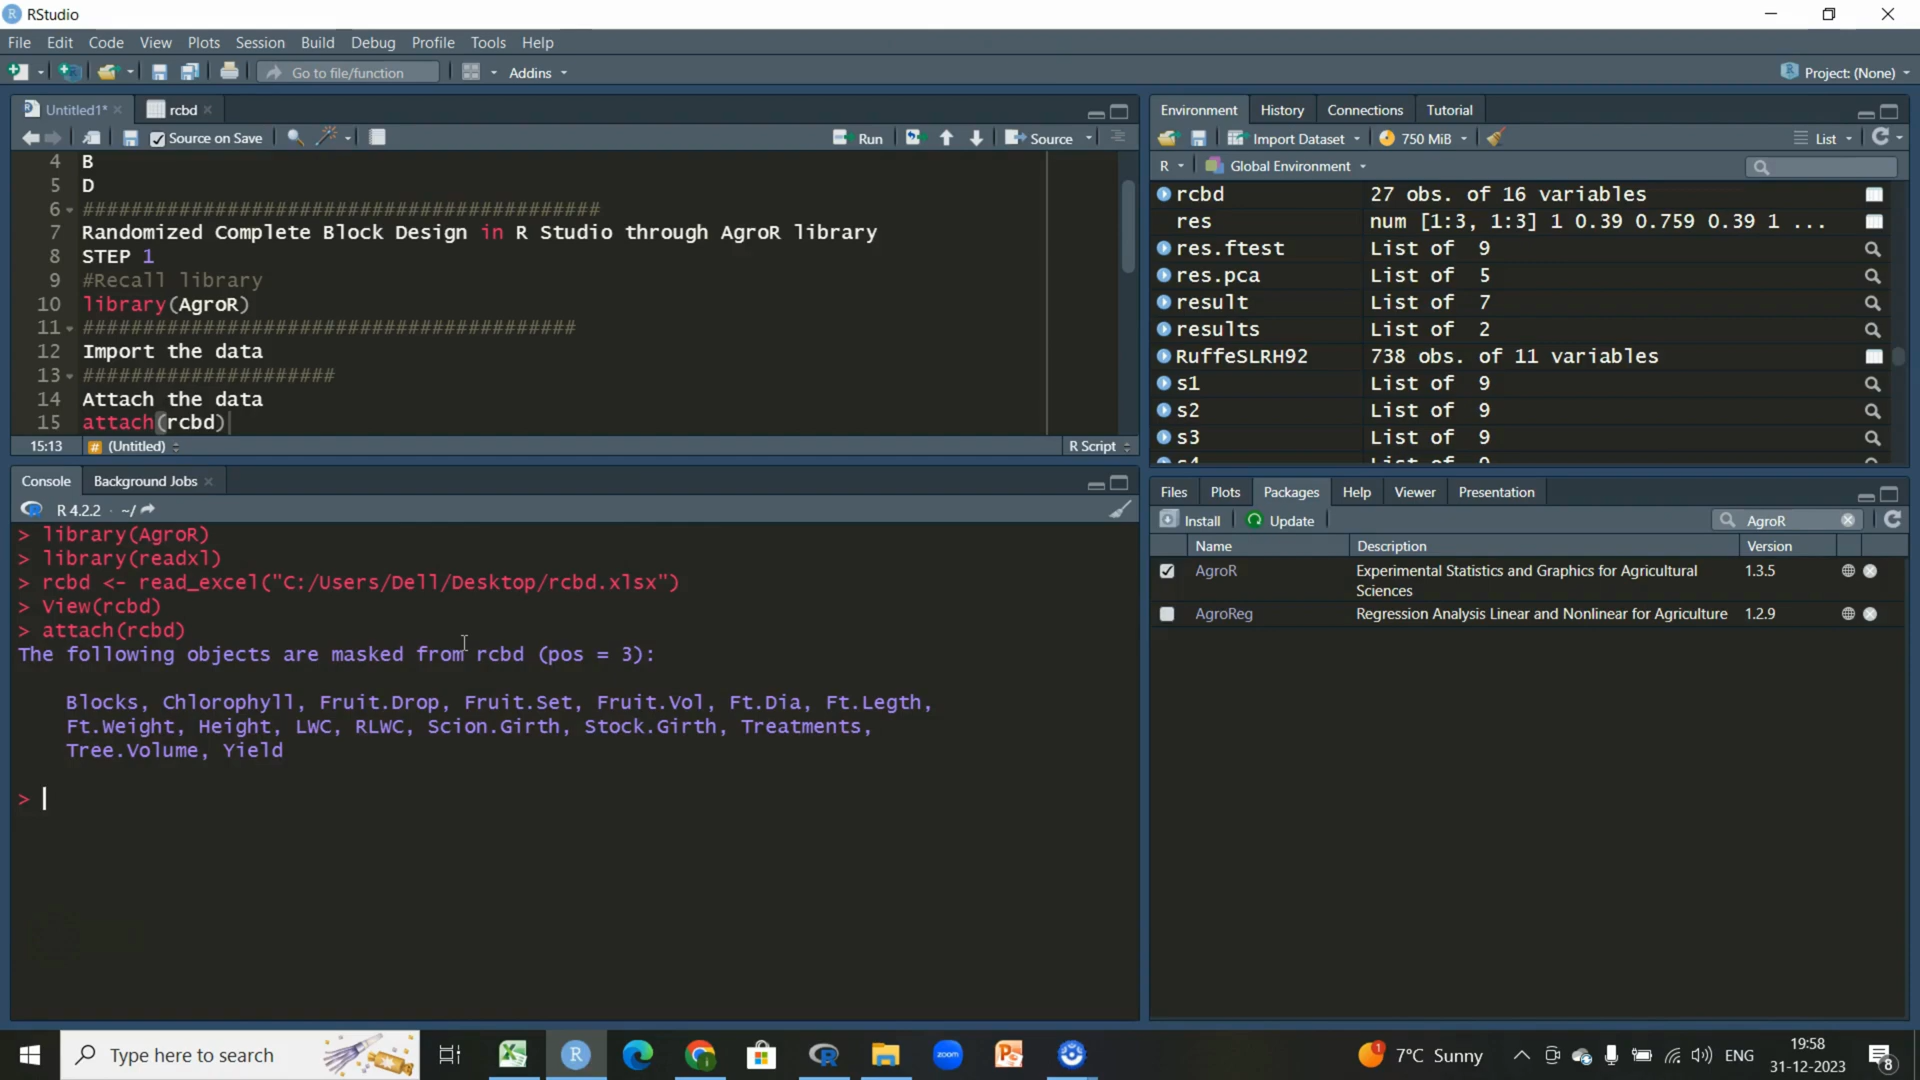 RStudio
File Edit Code View Plots Session Build Debug Profile Tools Help
Go to file/function Addins Project: (None)
Untitled1* rcbd
Source on Save Run Source
4 B
5 D
6 ###########################################
7 Randomized Complete Block Design in R Studio through AgroR library
8 STEP 1
9 #Recall library
10 library(AgroR)
11 #########################################
12 Import the data
13 #####################
14 Attach the data
15 attach(rcbd)
15:13 # (Untitled) R Script
Console Background Jobs
R 4.2.2 · ~/
> library(AgroR)
> library(readxl)
> rcbd <- read_excel("C:/Users/Dell/Desktop/rcbd.xlsx")
> View(rcbd)
> attach(rcbd)
The following objects are masked from rcbd (pos = 3):
Blocks, Chlorophyll, Fruit.Drop, Fruit.Set, Fruit.Vol, Ft.Dia, Ft.Legth,
Ft.Weight, Height, LWC, RLWC, Scion.Girth, Stock.Girth, Treatments,
Tree.Volume, Yield
>
Environment History Connections Tutorial
Import Dataset 750 MiB List
R Global Environment
rcbd 27 obs. of 16 variables
res num [1:3, 1:3] 1 0.39 0.759 0.39 1 ...
res.ftest List of 9
res.pca List of 5
result List of 7
results List of 2
RuffeSLRH92 738 obs. of 11 variables
s1 List of 9
s2 List of 9
s3 List of 9
s4 List of 9
Files Plots Packages Help Viewer Presentation
Install Update AgroR
Name Description Version
AgroR Experimental Statistics and Graphics for Agricultural 1.3.5
Sciences
AgroReg Regression Analysis Linear and Nonlinear for Agriculture 1.2.9
Type here to search R zoom 1 7°C Sunny ENG 19:58
31-12-2023 8